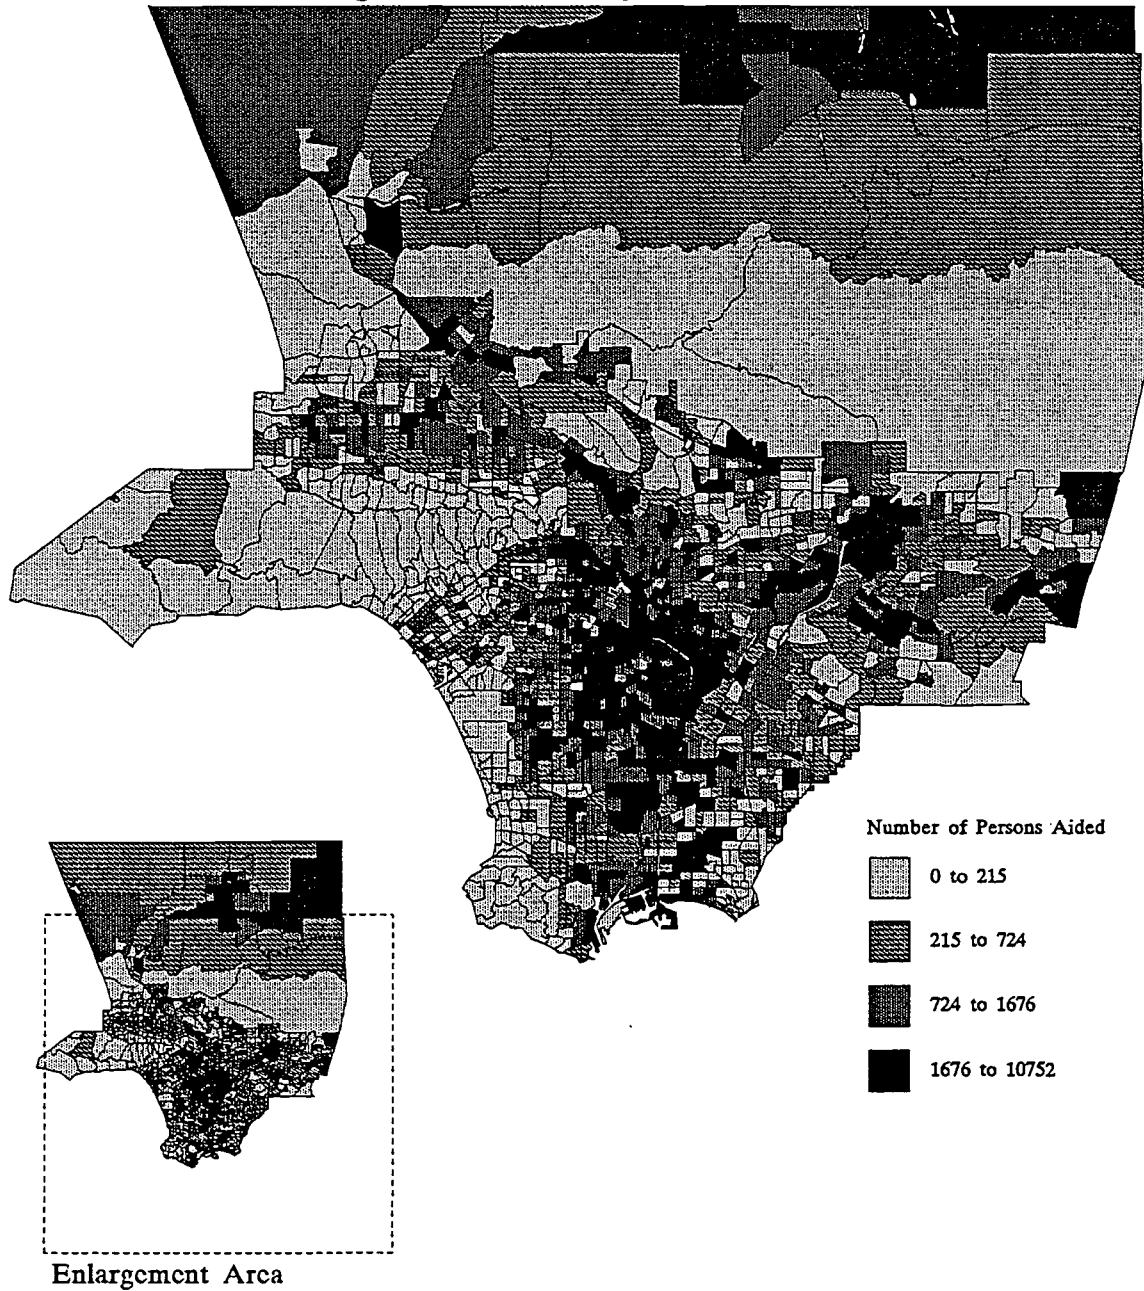 Number of Persons Aided
0 to 215
215 to 724
724 to 1676
1676 to 10752
Enlargement Area